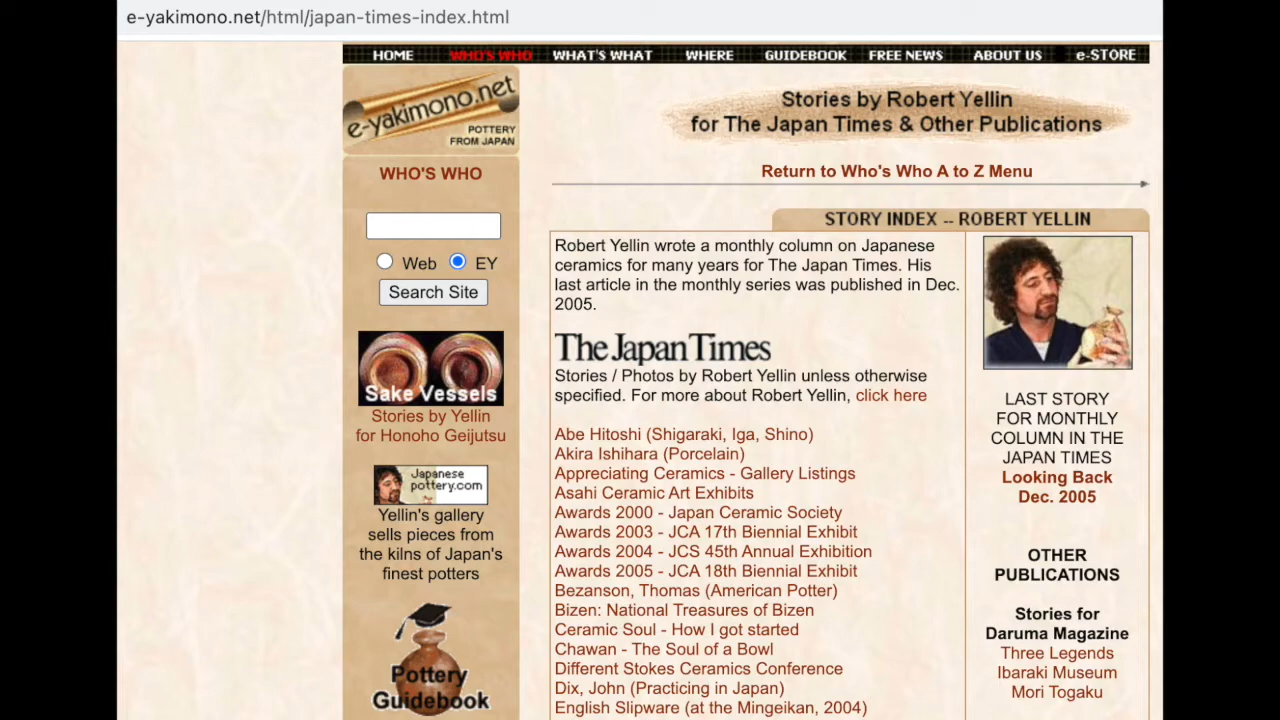 e-yakimono.net/html/japan-times-index.html
HOME WHO'S WHO WHAT'S WHAT WHERE GUIDEBOOK FREE NEWS ABOUT US e-STORE
e-yakimono.net
POTTERY
FROM JAPAN
WHO'S WHO
Web EY
Search Site
Sake Vessels
Stories by Yellin
for Honoho Geijutsu
Japanese
pottery.com
Yellin's gallery
sells pieces from
the kilns of Japan's
finest potters
Pottery
Guidebook
Stories by Robert Yellin
for The Japan Times & Other Publications
Return to Who's Who A to Z Menu
STORY INDEX -- ROBERT YELLIN
Robert Yellin wrote a monthly column on Japanese
ceramics for many years for The Japan Times. His
last article in the monthly series was published in Dec.
2005.
The Japan Times
Stories / Photos by Robert Yellin unless otherwise
specified. For more about Robert Yellin, click here
Abe Hitoshi (Shigaraki, Iga, Shino)
Akira Ishihara (Porcelain)
Appreciating Ceramics - Gallery Listings
Asahi Ceramic Art Exhibits
Awards 2000 - Japan Ceramic Society
Awards 2003 - JCA 17th Biennial Exhibit
Awards 2004 - JCS 45th Annual Exhibition
Awards 2005 - JCA 18th Biennial Exhibit
Bezanson, Thomas (American Potter)
Bizen: National Treasures of Bizen
Ceramic Soul - How I got started
Chawan - The Soul of a Bowl
Different Stokes Ceramics Conference
Dix, John (Practicing in Japan)
English Slipware (at the Mingeikan, 2004)
LAST STORY
FOR MONTHLY
COLUMN IN THE
JAPAN TIMES
Looking Back
Dec. 2005
OTHER
PUBLICATIONS
Stories for
Daruma Magazine
Three Legends
Ibaraki Museum
Mori Togaku